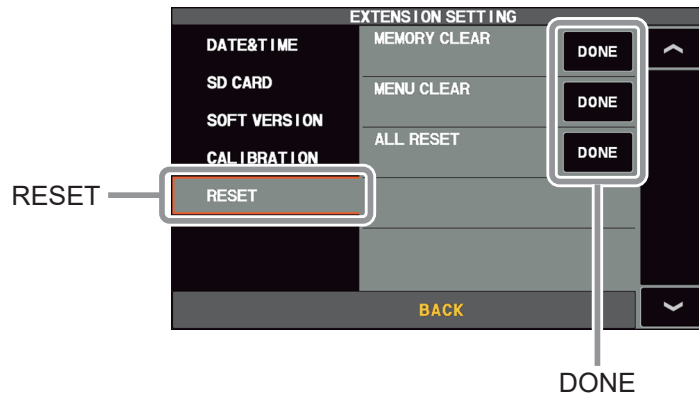 EXTENSION SETTING
DATE&TIME
MEMORY CLEAR
DONE
SD CARD
MENU CLEAR
DONE
SOFT VERSION
ALL RESET
DONE
CALIBRATION
RESET
RESET
BACK
DONE